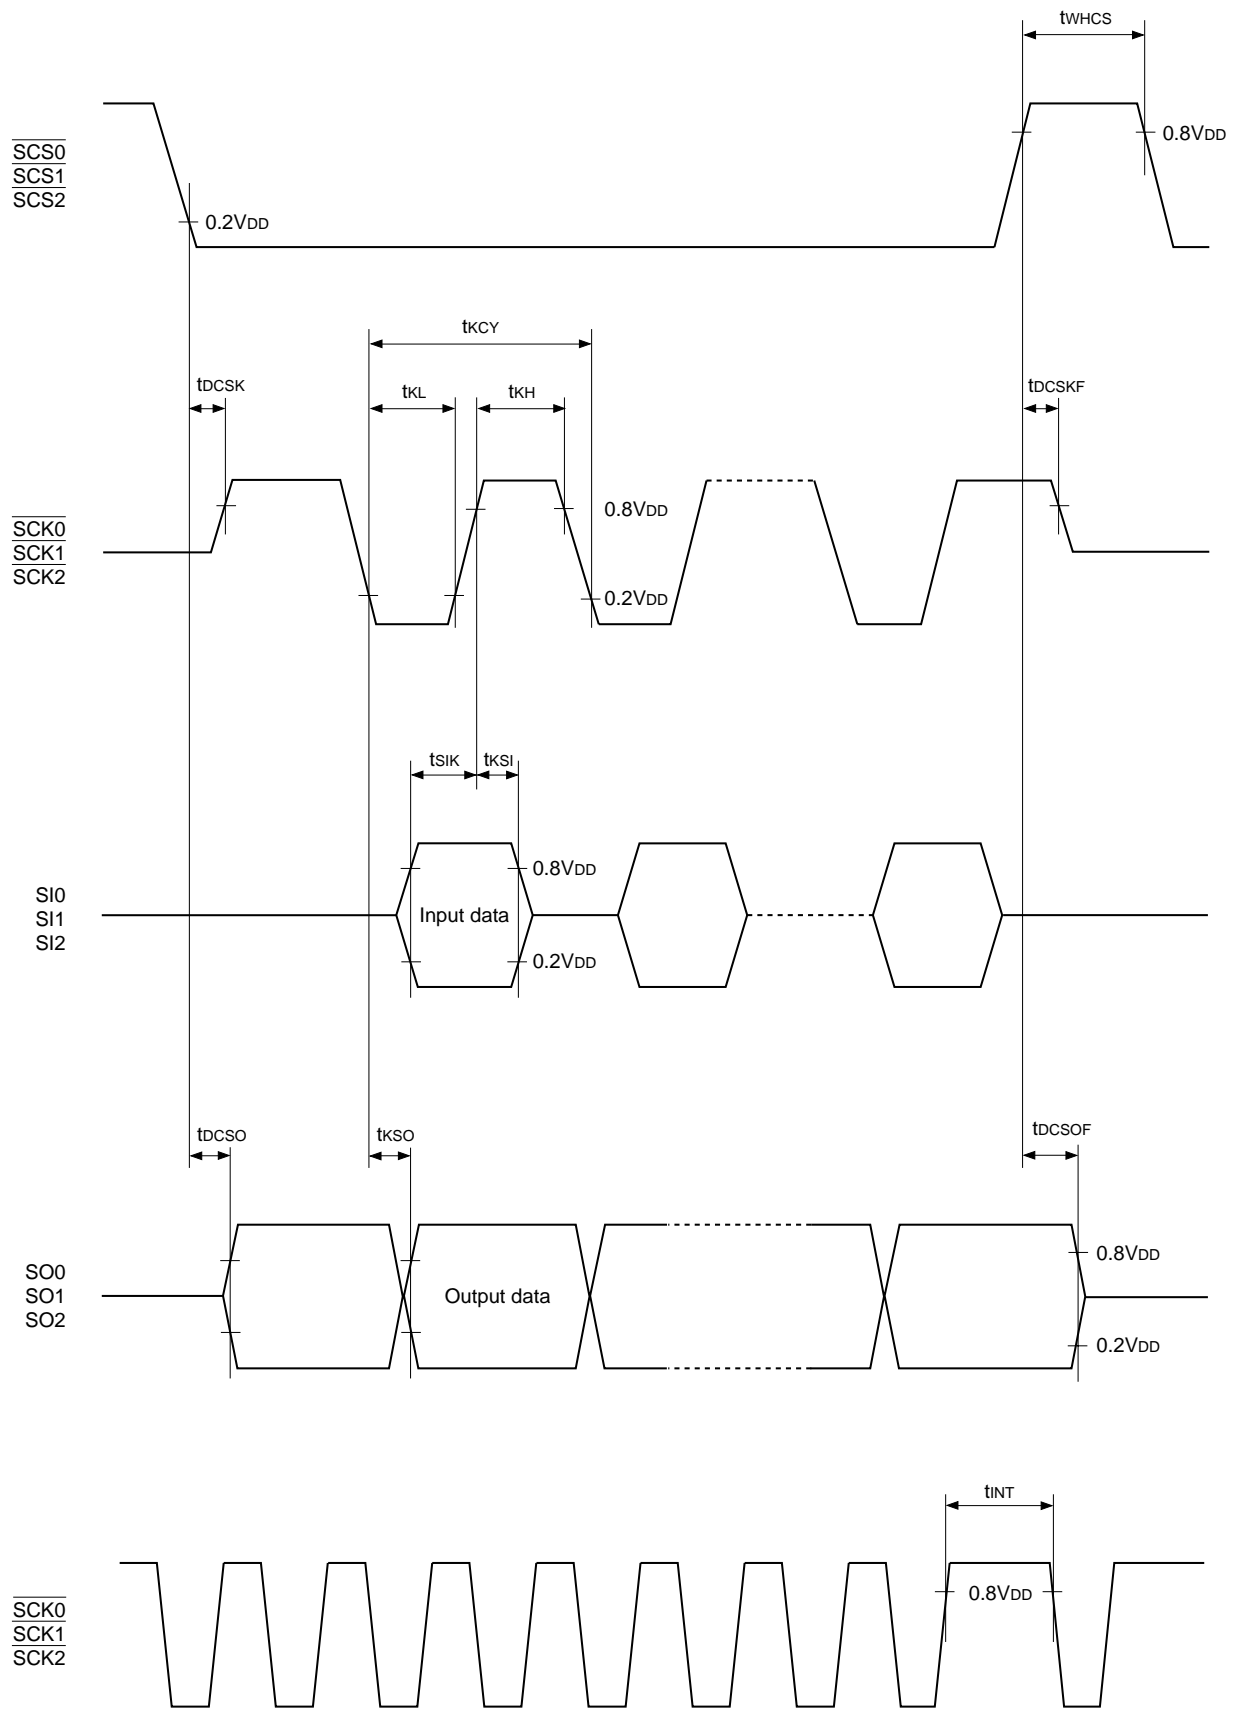 tWHCS
SCS0
SCS1
SCS2
0.8VDD
0.2VDD
tKCY
tDCSK
tKL
tKH
tDCSKF
SCK0
SCK1
SCK2
0.8VDD
0.2VDD
tSIK
tKSI
SI0
SI1
SI2
0.8VDD
Input data
0.2VDD
tDCSO
tKSO
tDCSOF
SO0
SO1
SO2
0.8VDD
Output data
0.2VDD
tINT
SCK0
SCK1
SCK2
0.8VDD